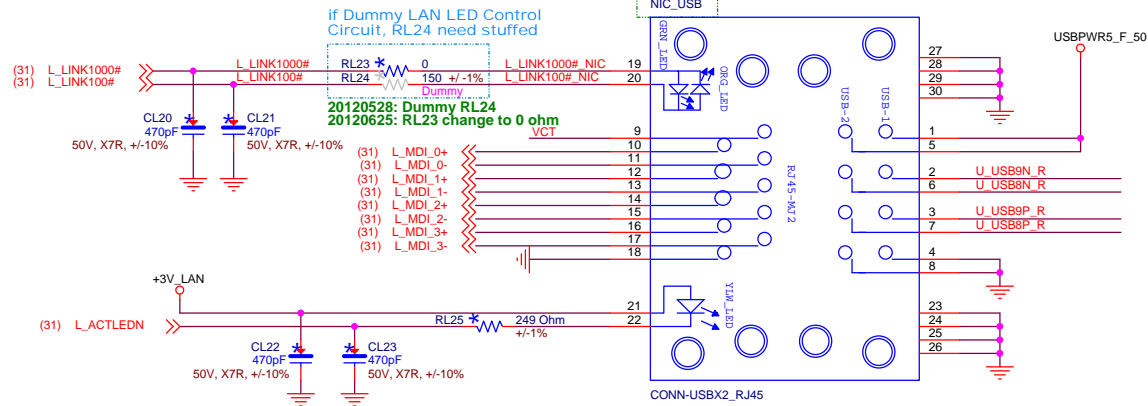 NIC_USB
if Dummy LAN LED Control
Circuit, RL24 need stuffed
USBPWR5_F_50
GRN_LED
ORG_LED
(31) L_LINK1000# L_LINK1000# RL23 * 0 L_LINK1000#_NIC 19
(31) L_LINK100# L_LINK100# RL24 * 150 +/-1% L_LINK100#_NIC 20
Dummy
27
28
29
30
20120528: Dummy RL24
20120625: RL23 change to 0 ohm
* CL20
470pF
50V, X7R, +/-10%
* CL21
470pF
50V, X7R, +/-10%
USB-2
USB-1
VCT 9
(31) L_MDI_0+ 10
(31) L_MDI_0- 11
(31) L_MDI_1+ 12
(31) L_MDI_1- 13
(31) L_MDI_2+ 14
(31) L_MDI_2- 15
(31) L_MDI_3+ 16
(31) L_MDI_3- 17
18
RJ45-MJ2
1
5
2 U_USB9N_R
6 U_USB8N_R
3 U_USB9P_R
7 U_USB8P_R
4
8
+3V_LAN
YLW_LED
21
(31) L_ACTLEDN RL25 * 249 Ohm 22
+/-1%
23
24
25
26
* CL22
470pF
50V, X7R, +/-10%
* CL23
470pF
50V, X7R, +/-10%
CONN-USBX2_RJ45